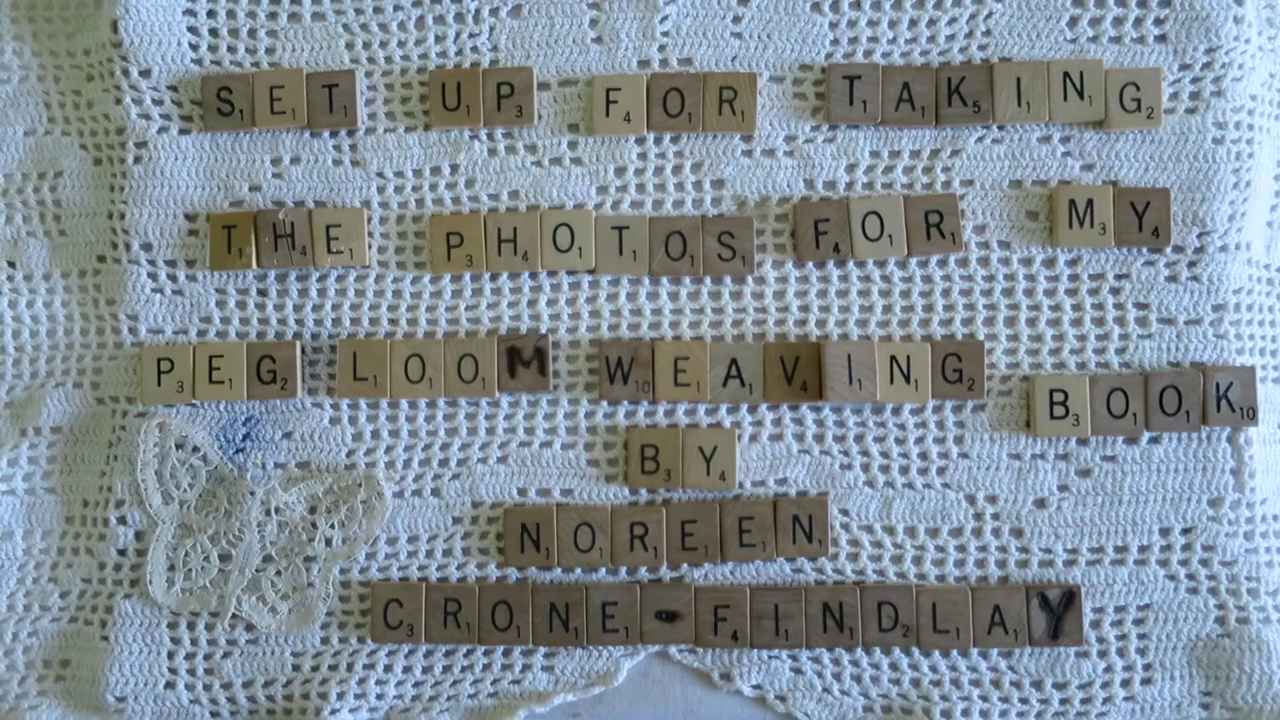 SET UP FOR TAKING
THE PHOTOS FOR MY
PEG LOOM WEAVING BOOK
BY
NOREEN
CRONE-FINDLAY